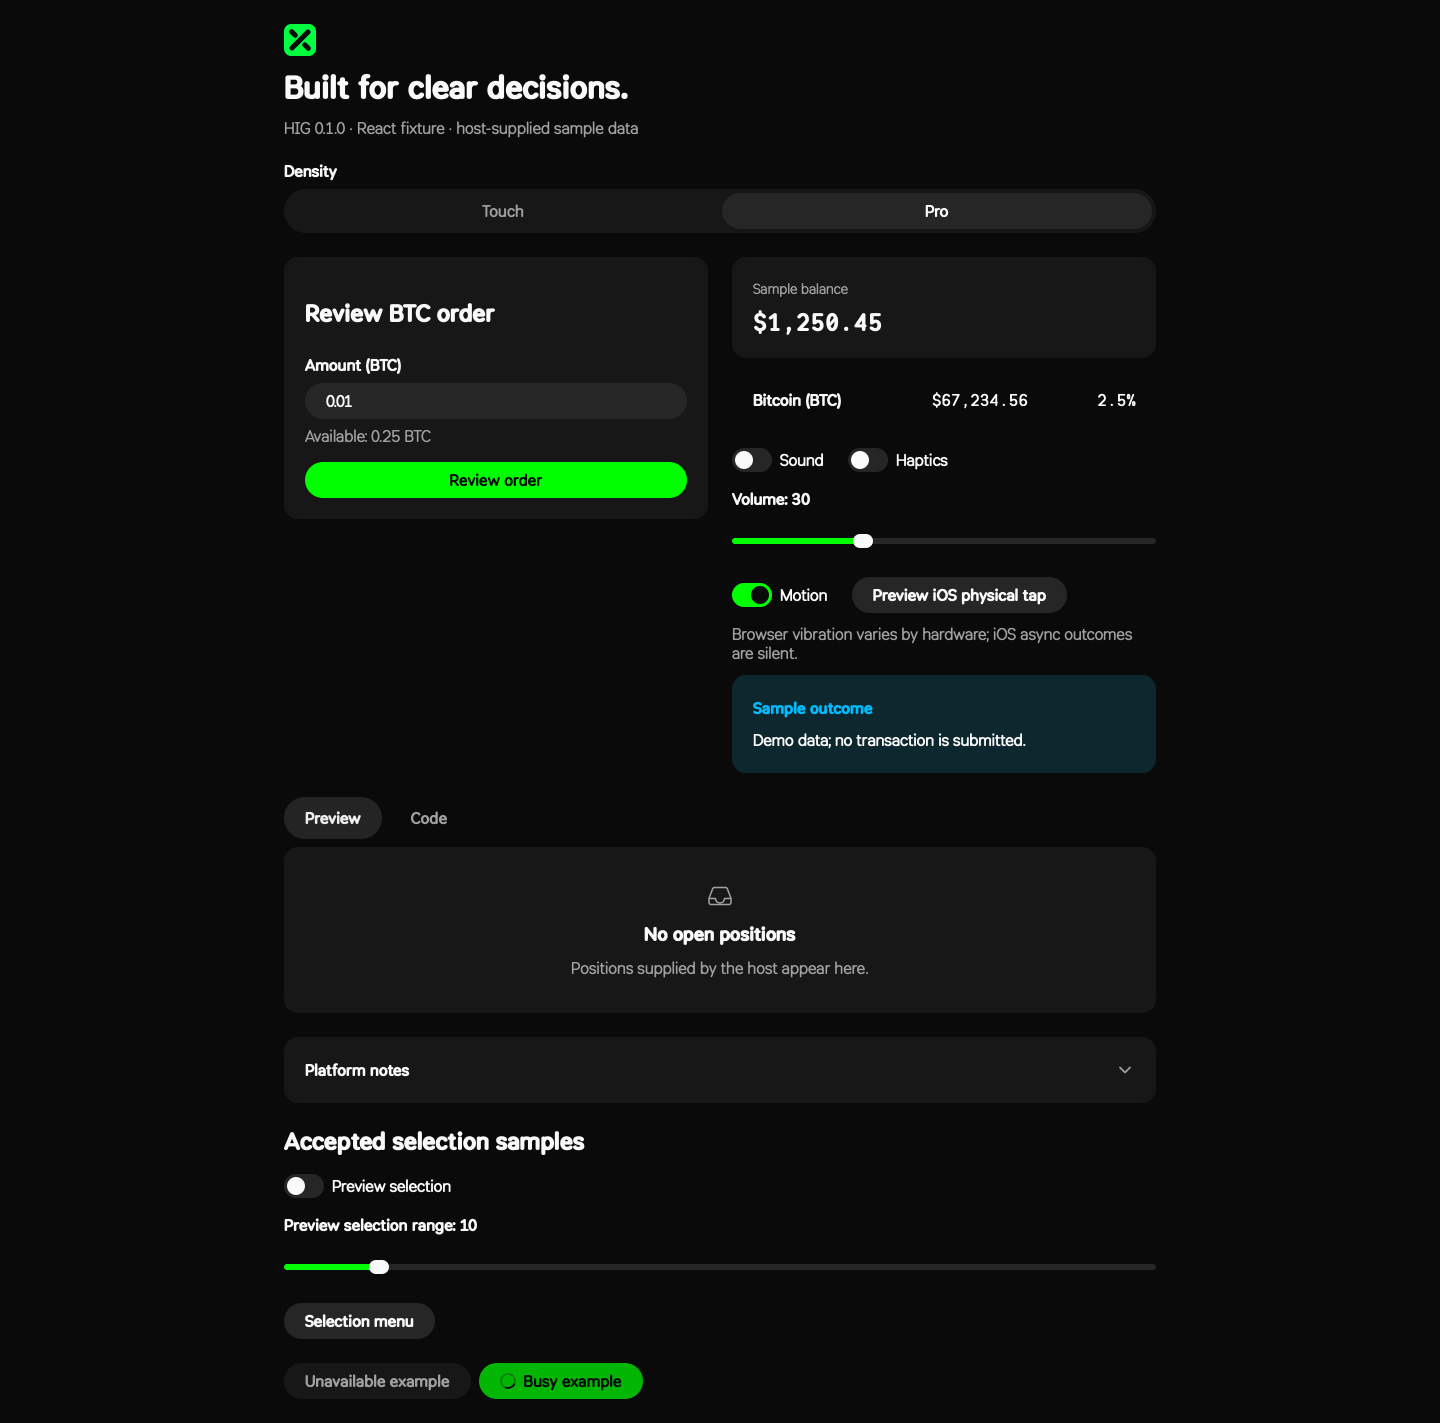 Built for clear decisions.
HIG 0.1.0 · React fixture · host-supplied sample data
Density
Touch
Pro
Review BTC order
Amount (BTC)
0.01
Available: 0.25 BTC
Review order
Sample balance
$1,250.45
Bitcoin (BTC) $67,234.56 2.5%
Sound
Haptics
Volume: 30
Motion
Preview iOS physical tap
Browser vibration varies by hardware; iOS async outcomes
are silent.
Sample outcome
Demo data; no transaction is submitted.
Preview
Code
No open positions
Positions supplied by the host appear here.
Platform notes
Accepted selection samples
Preview selection
Preview selection range: 10
Selection menu
Unavailable example
Busy example